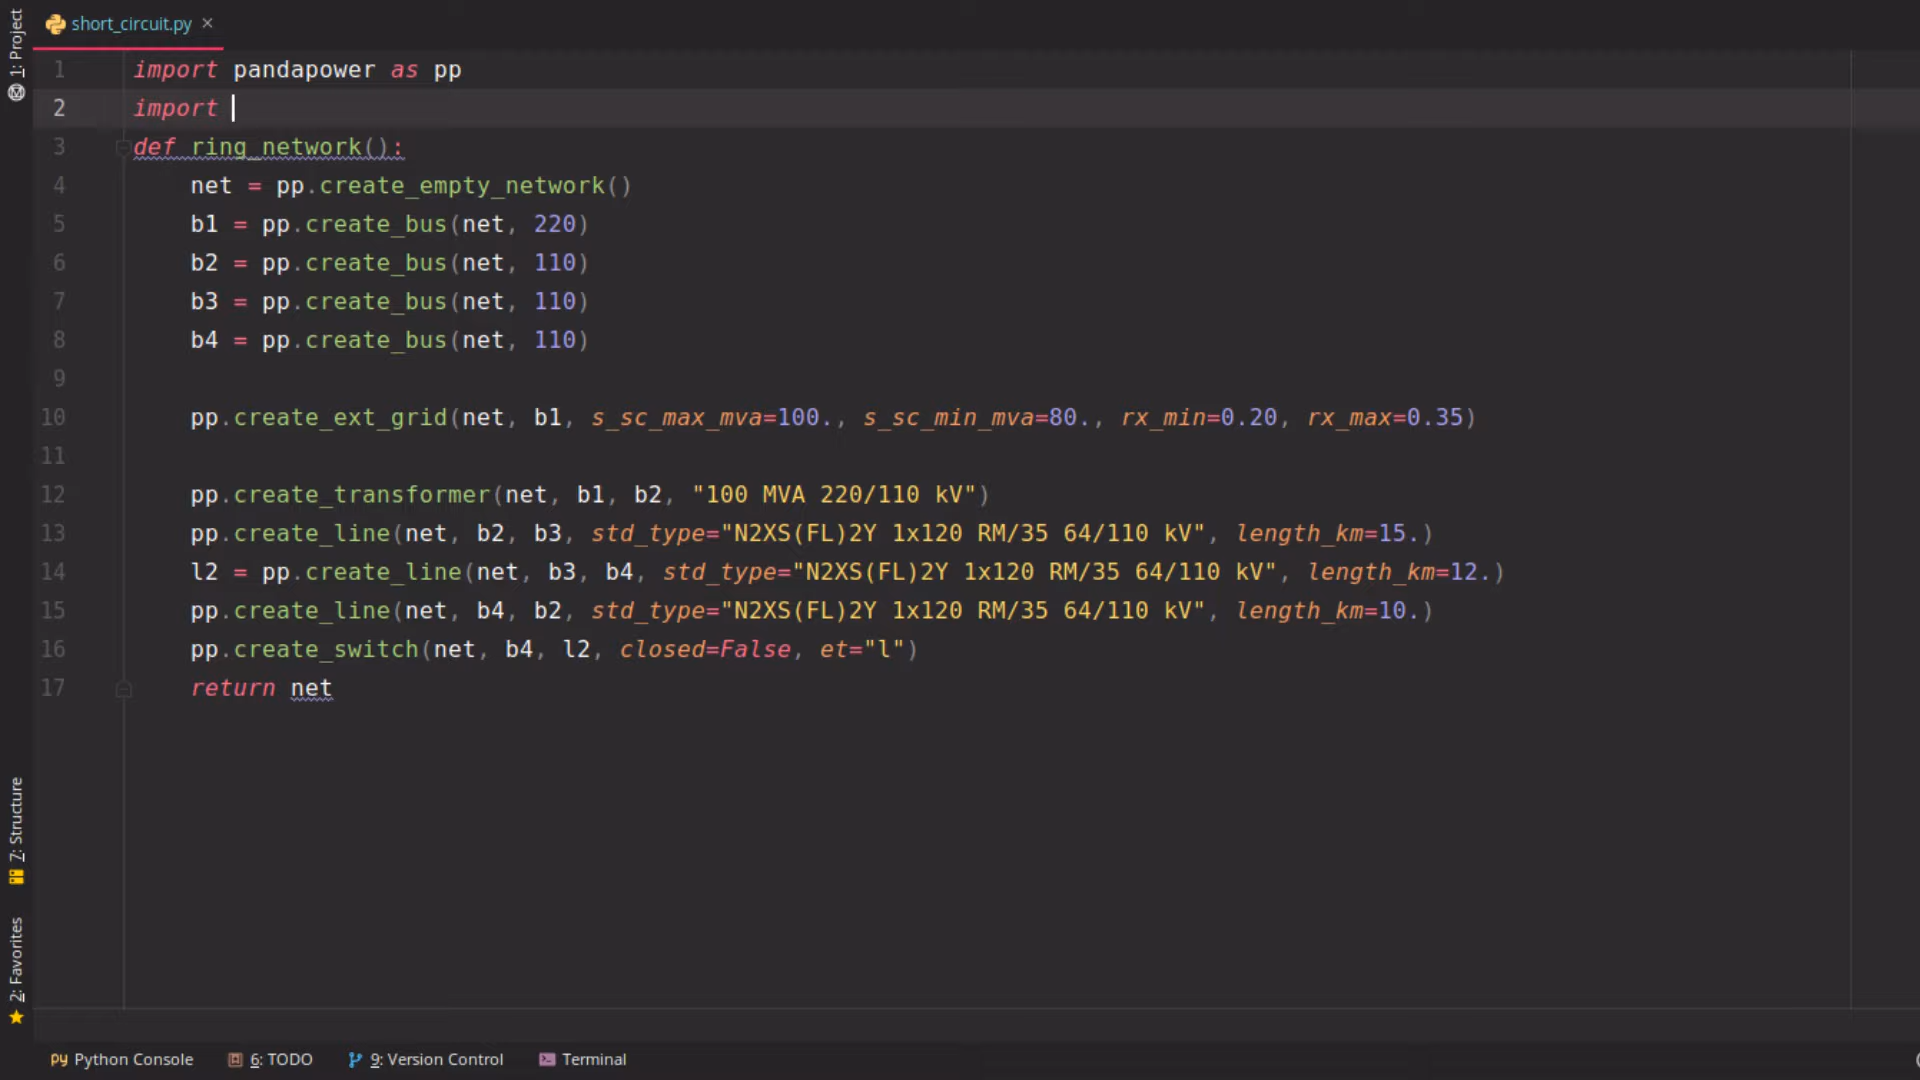 short_circuit.py ×
1: Project
1 import pandapower as pp
2 import
3 def ring_network():
4 net = pp.create_empty_network()
5 b1 = pp.create_bus(net, 220)
6 b2 = pp.create_bus(net, 110)
7 b3 = pp.create_bus(net, 110)
8 b4 = pp.create_bus(net, 110)
9
10 pp.create_ext_grid(net, b1, s_sc_max_mva=100., s_sc_min_mva=80., rx_min=0.20, rx_max=0.35)
11
12 pp.create_transformer(net, b1, b2, "100 MVA 220/110 kV")
13 pp.create_line(net, b2, b3, std_type="N2XS(FL)2Y 1x120 RM/35 64/110 kV", length_km=15.)
14 l2 = pp.create_line(net, b3, b4, std_type="N2XS(FL)2Y 1x120 RM/35 64/110 kV", length_km=12.)
15 pp.create_line(net, b4, b2, std_type="N2XS(FL)2Y 1x120 RM/35 64/110 kV", length_km=10.)
16 pp.create_switch(net, b4, l2, closed=False, et="l")
17 return net
7: Structure
2: Favorites
Python Console 6: TODO 9: Version Control Terminal